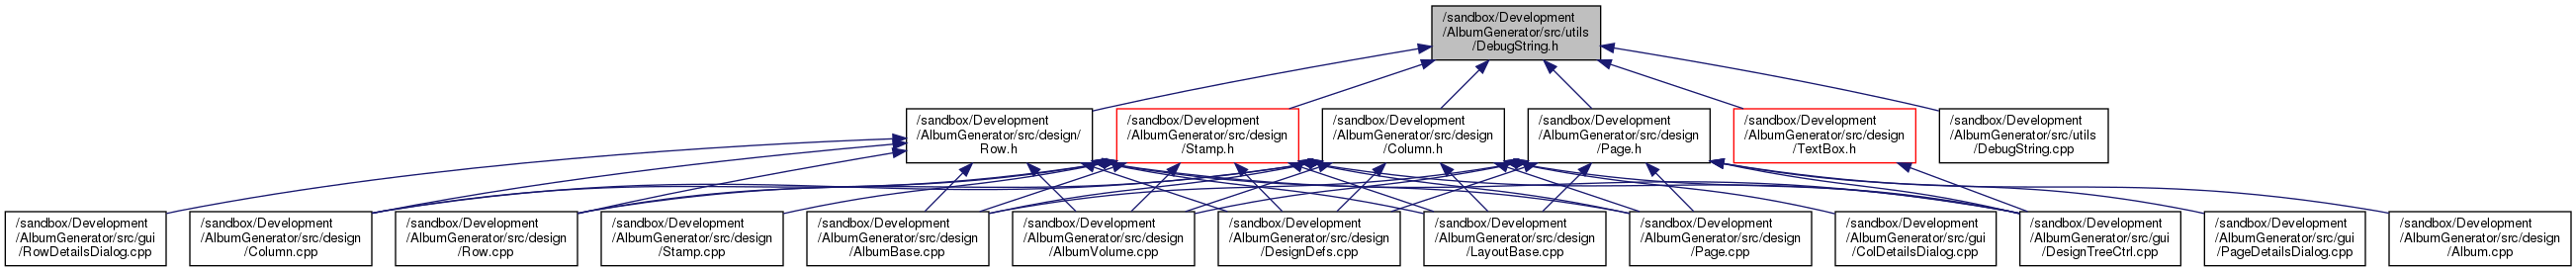 /sandbox/Development
/AlbumGenerator/src/utils
/DebugString.h
/sandbox/Development
/AlbumGenerator/src/design/
Row.h
/sandbox/Development
/AlbumGenerator/src/design
/Stamp.h
/sandbox/Development
/AlbumGenerator/src/design
/Column.h
/sandbox/Development
/AlbumGenerator/src/design
/Page.h
/sandbox/Development
/AlbumGenerator/src/design
/TextBox.h
/sandbox/Development
/AlbumGenerator/src/utils
/DebugString.cpp
/sandbox/Development
/AlbumGenerator/src/gui
/RowDetailsDialog.cpp
/sandbox/Development
/AlbumGenerator/src/design
/Column.cpp
/sandbox/Development
/AlbumGenerator/src/design
/Row.cpp
/sandbox/Development
/AlbumGenerator/src/design
/Stamp.cpp
/sandbox/Development
/AlbumGenerator/src/design
/AlbumBase.cpp
/sandbox/Development
/AlbumGenerator/src/design
/AlbumVolume.cpp
/sandbox/Development
/AlbumGenerator/src/design
/DesignDefs.cpp
/sandbox/Development
/AlbumGenerator/src/design
/LayoutBase.cpp
/sandbox/Development
/AlbumGenerator/src/design
/Page.cpp
/sandbox/Development
/AlbumGenerator/src/gui
/ColDetailsDialog.cpp
/sandbox/Development
/AlbumGenerator/src/gui
/DesignTreeCtrl.cpp
/sandbox/Development
/AlbumGenerator/src/gui
/PageDetailsDialog.cpp
/sandbox/Development
/AlbumGenerator/src/design
/Album.cpp